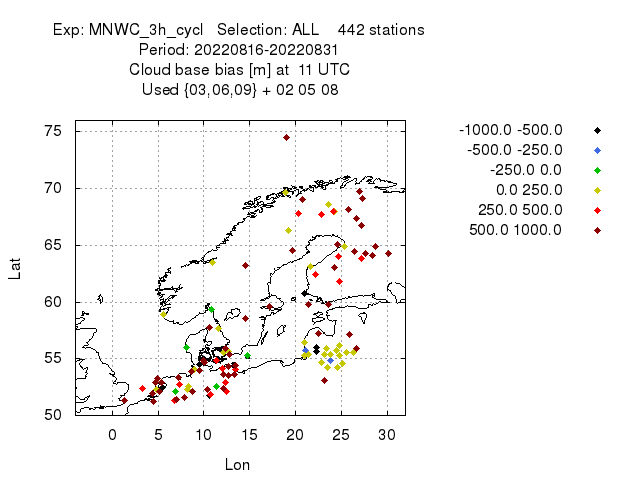 Exp: MNWC_3h_cycl Selection: ALL 442 stations
Period: 20220816-20220831
Cloud base bias [m] at 11 UTC
Used {03,06,09} + 02 05 08
-1000.0 -500.0
-500.0 -250.0
-250.0 0.0
0.0 250.0
250.0 500.0
500.0 1000.0
75
70
65
60
55
50
Lat
0 5 10 15 20 25 30
Lon